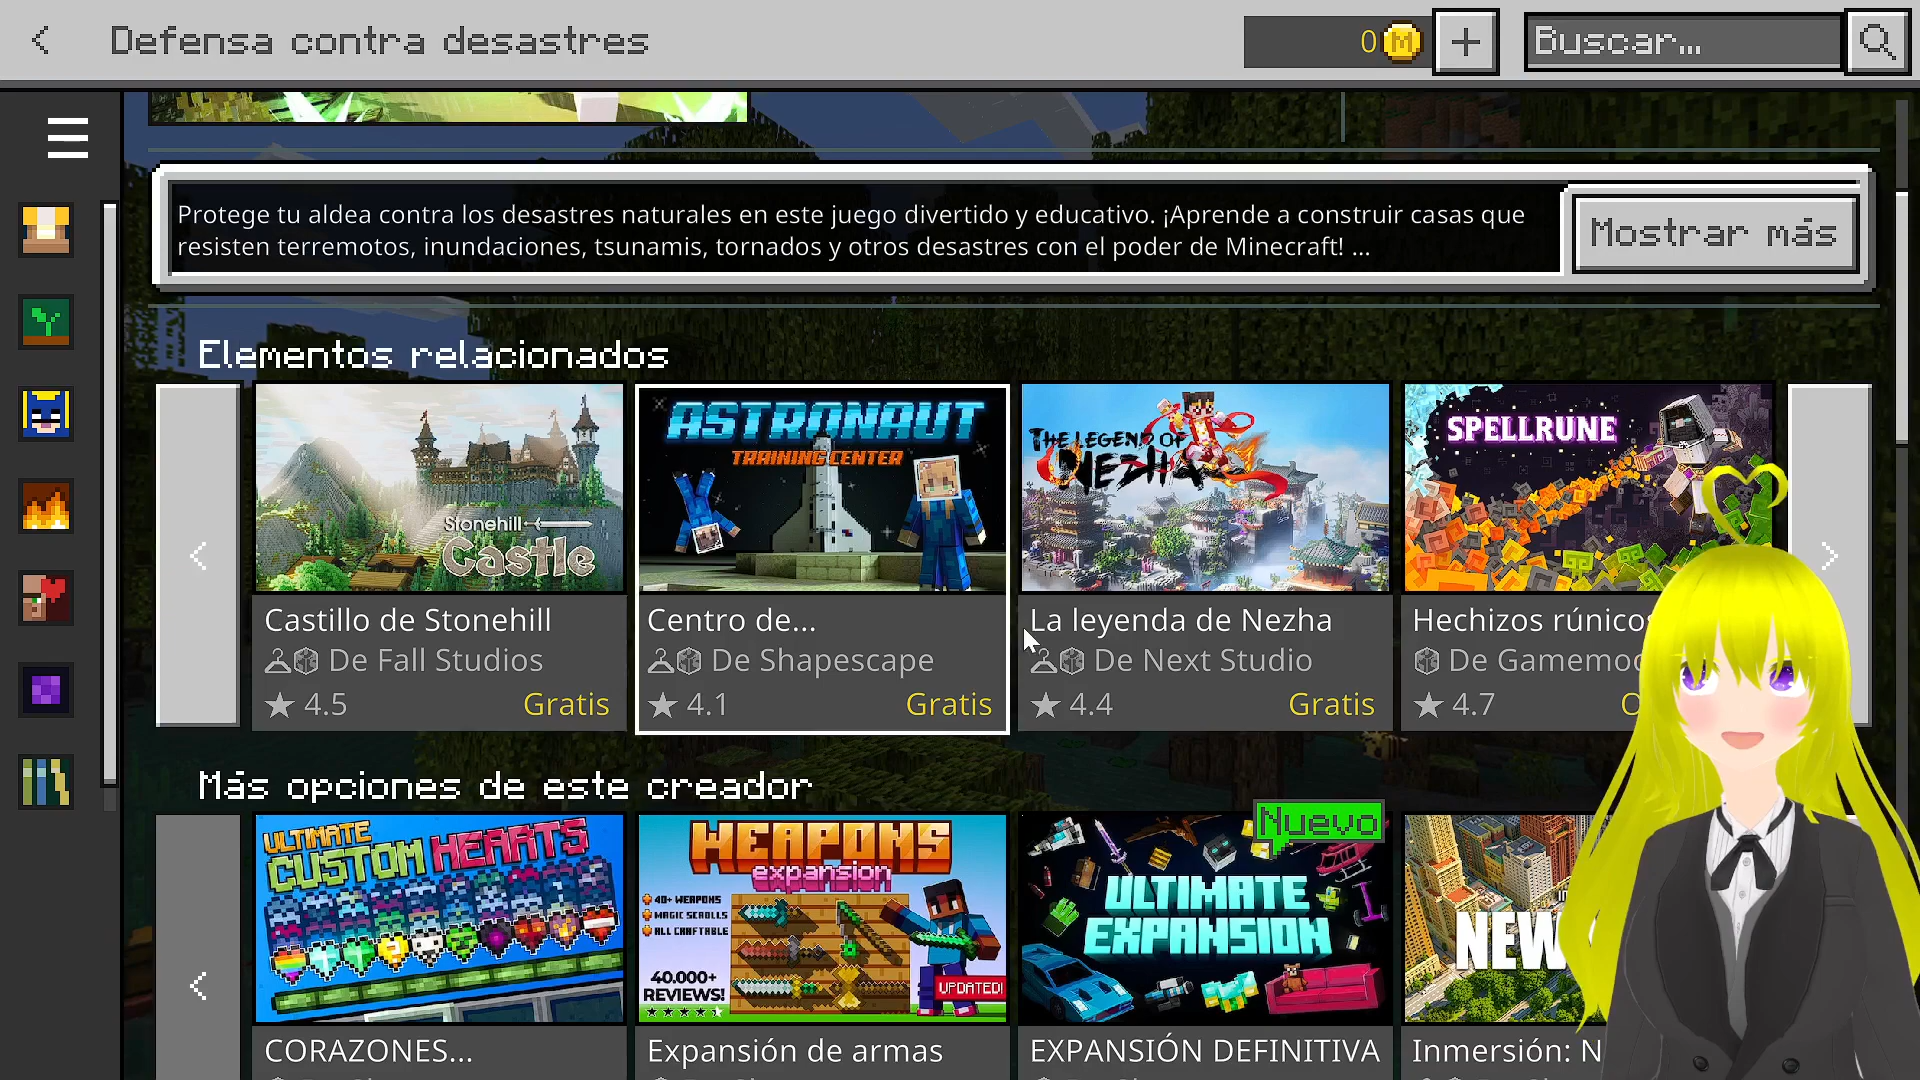 Defensa contra desastres
0
Buscar...
Protege tu aldea contra los desastres naturales en este juego divertido y educativo. ¡Aprende a construir casas que
resisten terremotos, inundaciones, tsunamis, tornados y otros desastres con el poder de Minecraft! ...
Mostrar más
Elementos relacionados
Stonehill
Castle
ASTRONAUT
TRAINING CENTER
THE LEGEND OF
NEZHA
SPELLRUNE
Castillo de Stonehill
De Fall Studios
4.5
Gratis
Centro de...
De Shapescape
4.1
Gratis
La leyenda de Nezha
De Next Studio
4.4
Gratis
Hechizos rúnicos
De Gamemo
4.7
Más opciones de este creador
ULTIMATE
CUSTOM HEARTS
WEAPONS
expansion
40+ WEAPONS
MAGIC SCROLLS
ALL CRAFTABLE
40.000+
REVIEWS!
UPDATED!
Nuevo
ULTIMATE
EXPANSION
NEW
CORAZONES...
Expansión de armas
EXPANSIÓN DEFINITIVA
Inmersión: N